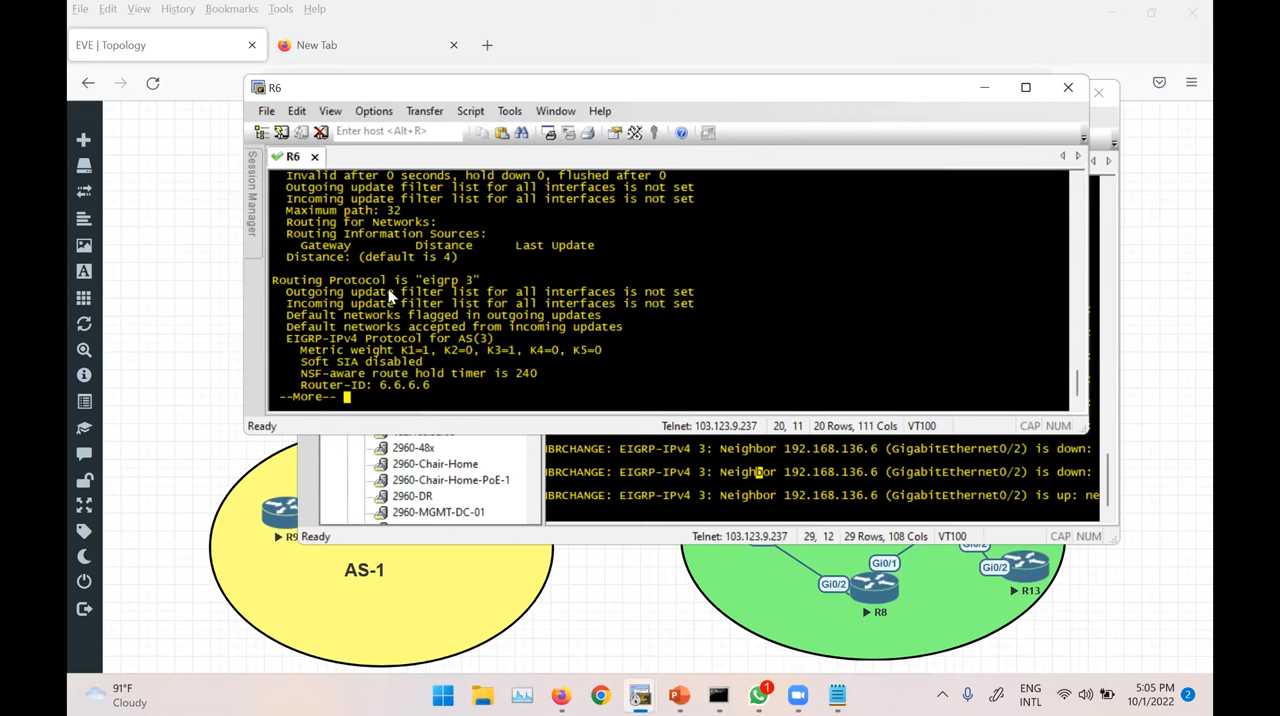 File Edit View History Bookmarks Tools Help
EVE | Topology
New Tab
R6
File Edit View Options Transfer Script Tools Window Help
Enter host <Alt+R>
R6
Session Manager
Invalid after 0 seconds, hold down 0, flushed after 0
Outgoing update filter list for all interfaces is not set
Incoming update filter list for all interfaces is not set
Maximum path: 32
Routing for Networks:
Routing Information Sources:
Gateway Distance Last Update
Distance: (default is 4)
Routing Protocol is "eigrp 3"
Outgoing update filter list for all interfaces is not set
Incoming update filter list for all interfaces is not set
Default networks flagged in outgoing updates
Default networks accepted from incoming updates
EIGRP-IPv4 Protocol for AS(3)
Metric weight K1=1, K2=0, K3=1, K4=0, K5=0
Soft SIA disabled
NSF-aware route hold timer is 240
Router-ID: 6.6.6.6
--More--
Ready Telnet: 103.123.9.237 20, 11 20 Rows, 111 Cols VT100 CAP NUM
2960-48x
2960-Chair-Home
2960-Chair-Home-PoE-1
2960-DR
2960-MGMT-DC-01
NBRCHANGE: EIGRP-IPv4 3: Neighbor 192.168.136.6 (GigabitEthernet0/2) is down:
NBRCHANGE: EIGRP-IPv4 3: Neighbor 192.168.136.6 (GigabitEthernet0/2) is down:
NBRCHANGE: EIGRP-IPv4 3: Neighbor 192.168.136.6 (GigabitEthernet0/2) is up: ne
Ready Telnet: 103.123.9.237 29, 12 29 Rows, 108 Cols VT100 CAP NUM
R9
AS-1
Gi0/2
Gi0/1
Gi0/2
Gi0/2
R8
R13
91°F
Cloudy
1
ENG
INTL
5:05 PM
10/1/2022
2